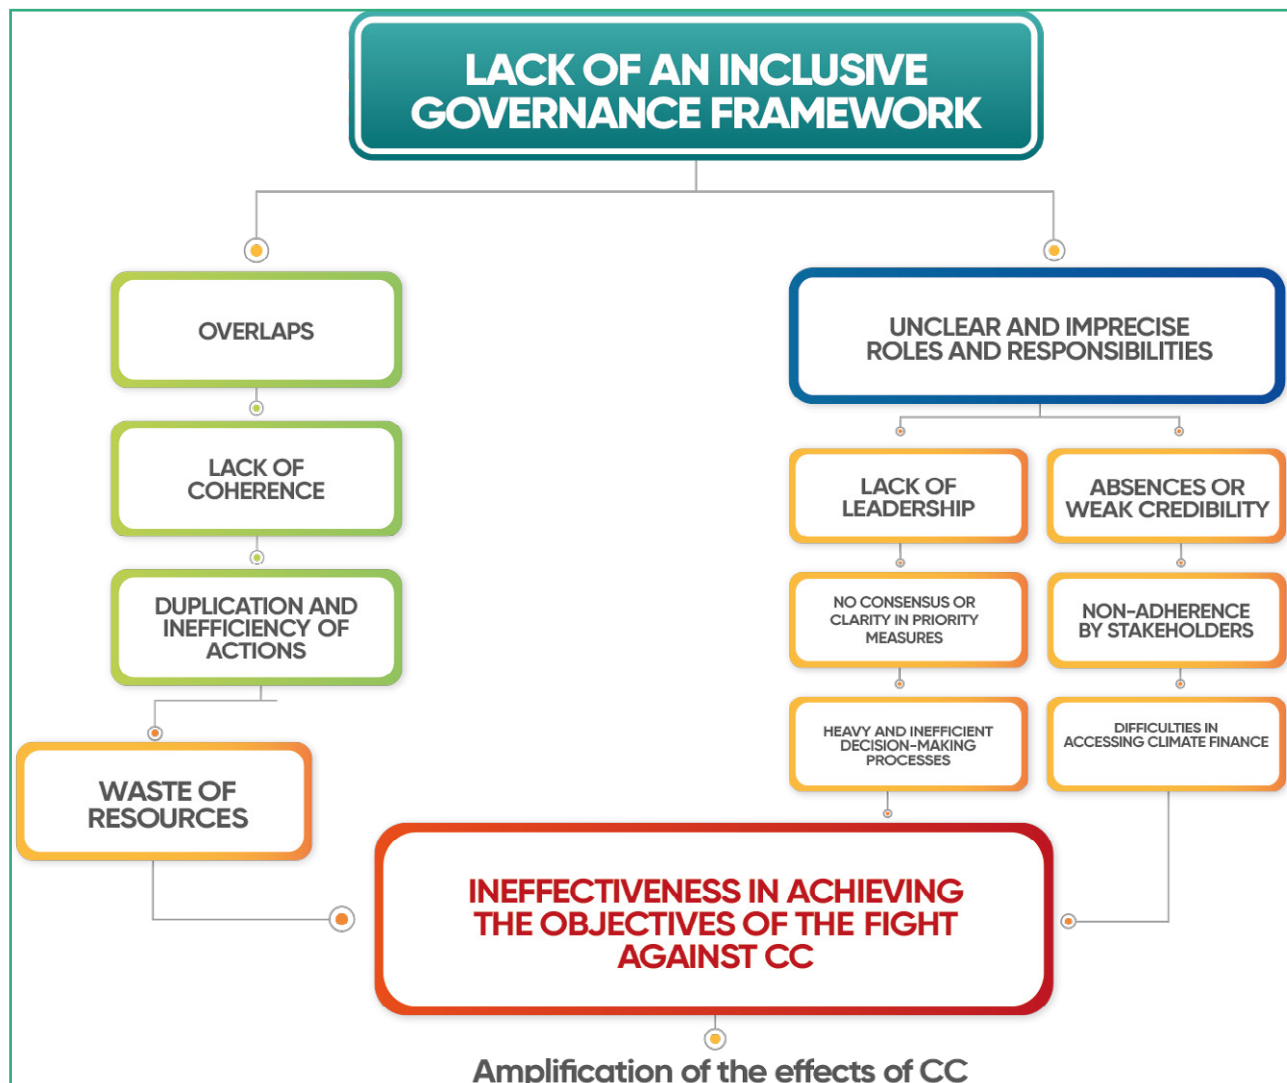 LACK OF AN INCLUSIVE
GOVERNANCE FRAMEWORK
OVERLAPS
LACK OF
COHERENCE
DUPLICATION AND
INEFFICIENCY OF
ACTIONS
WASTE OF
RESOURCES
UNCLEAR AND IMPRECISE
ROLES AND RESPONSIBILITIES
LACK OF
LEADERSHIP
NO CONSENSUS OR
CLARITY IN PRIORITY
MEASURES
HEAVY AND INEFFICIENT
DECISION-MAKING
PROCESSES
ABSENCES OR
WEAK CREDIBILITY
NON-ADHERENCE
BY STAKEHOLDERS
DIFFICULTIES IN
ACCESSING CLIMATE FINANCE
INEFFECTIVENESS IN ACHIEVING
THE OBJECTIVES OF THE FIGHT
AGAINST CC
Amplification of the effects of CC